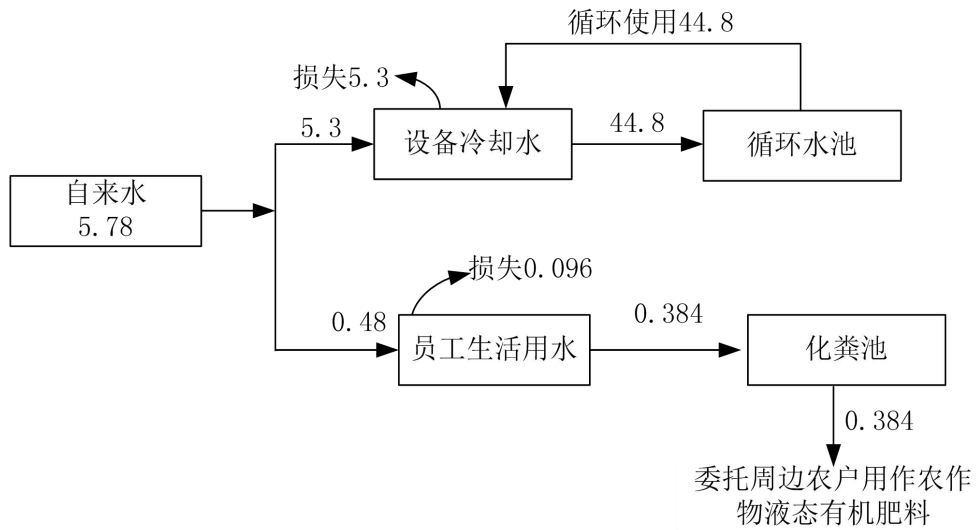 循环使用44.8
损失5.3
5.3
设备冷却水
44.8
循环水池
自来水
5.78
损失0.096
0.48
员工生活用水
0.384
化粪池
0.384
委托周边农户用作农作
物液态有机肥料